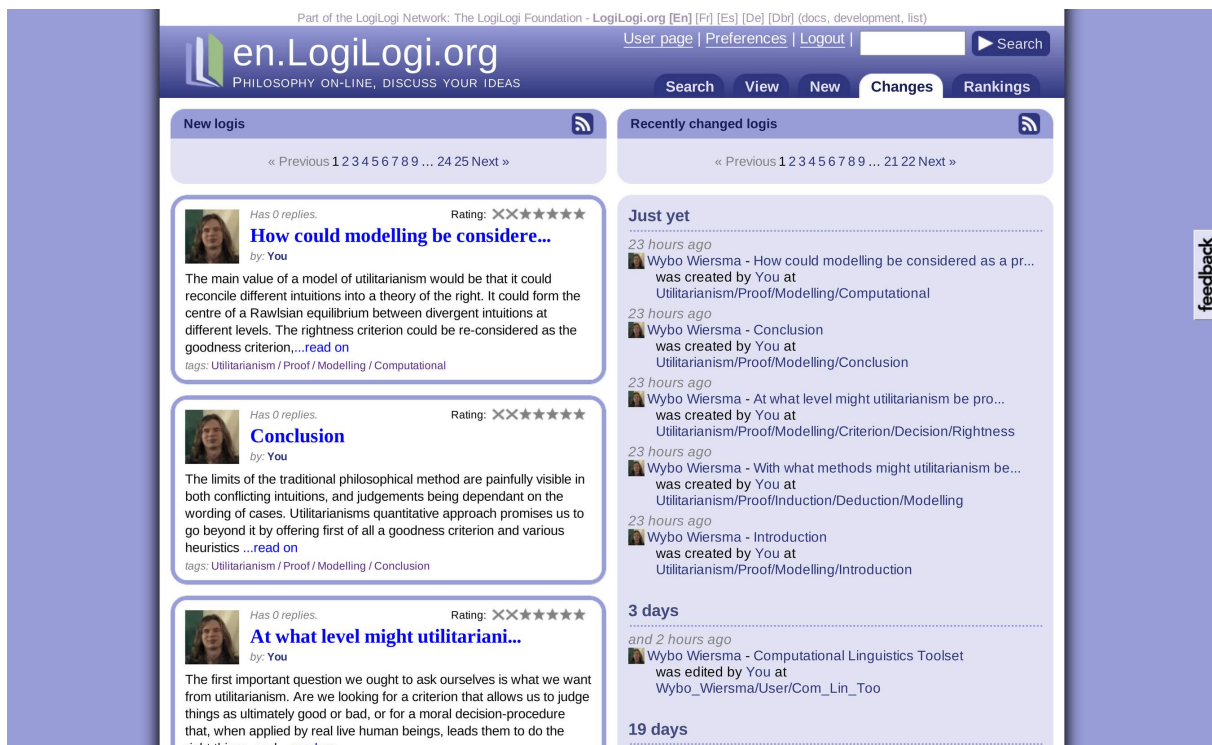 Part of the LogiLogi Network: The LogiLogi Foundation - LogiLogi.org [En] [Fr] [Es] [De] [Dbr] (docs, development, list)
en.LogiLogi.org
Philosophy on-line, discuss your ideas
User page | Preferences | Logout |
Search
Search View New Changes Rankings
New logis
« Previous 1 2 3 4 5 6 7 8 9 … 24 25 Next »
Has 0 replies. Rating:
How could modelling be considere...
by: You
The main value of a model of utilitarianism would be that it could
reconcile different intuitions into a theory of the right. It could form the
centre of a Rawlsian equilibrium between divergent intuitions at
different levels. The rightness criterion could be re-considered as the
goodness criterion,...read on
tags: Utilitarianism / Proof / Modelling / Computational
Has 0 replies. Rating:
Conclusion
by: You
The limits of the traditional philosophical method are painfully visible in
both conflicting intuitions, and judgements being dependant on the
wording of cases. Utilitarianisms quantitative approach promises us to
go beyond it by offering first of all a goodness criterion and various
heuristics ...read on
tags: Utilitarianism / Proof / Modelling / Conclusion
Has 0 replies. Rating:
At what level might utilitariani...
by: You
The first important question we ought to ask ourselves is what we want
from utilitarianism. Are we looking for a criterion that allows us to judge
things as ultimately good or bad, or for a moral decision-procedure
that, when applied by real live human beings, leads them to do the
Recently changed logis
« Previous 1 2 3 4 5 6 7 8 9 … 21 22 Next »
Just yet
23 hours ago
Wybo Wiersma - How could modelling be considered as a pr...
was created by You at
Utilitarianism/Proof/Modelling/Computational
23 hours ago
Wybo Wiersma - Conclusion
was created by You at
Utilitarianism/Proof/Modelling/Conclusion
23 hours ago
Wybo Wiersma - At what level might utilitarianism be pro...
was created by You at
Utilitarianism/Proof/Modelling/Criterion/Decision/Rightness
23 hours ago
Wybo Wiersma - With what methods might utilitarianism be...
was created by You at
Utilitarianism/Proof/Induction/Deduction/Modelling
23 hours ago
Wybo Wiersma - Introduction
was created by You at
Utilitarianism/Proof/Modelling/Introduction
3 days
and 2 hours ago
Wybo Wiersma - Computational Linguistics Toolset
was edited by You at
Wybo_Wiersma/User/Com_Lin_Too
19 days
feedback